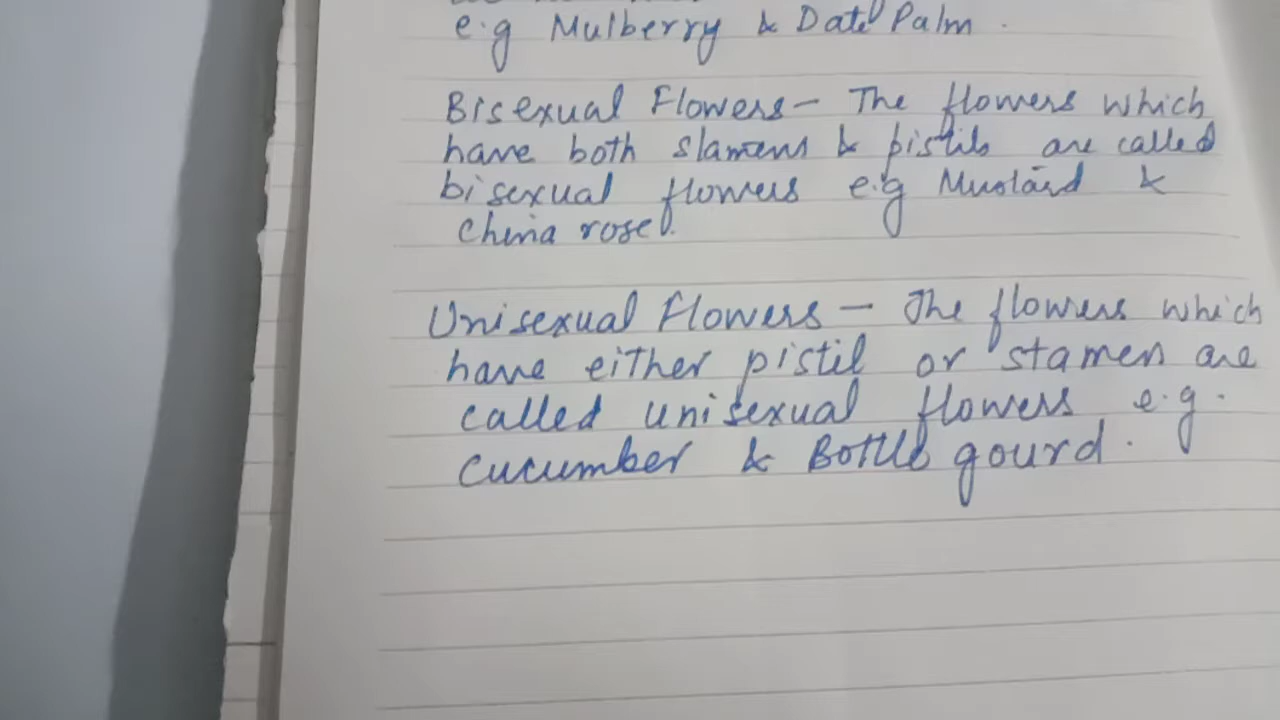 e.g Mulberry & Date Palm.
Bisexual Flowers - The flowers which
have both stamens & pistils are called
bisexual flowers e.g Mustard &
China rose.
Unisexual Flowers - The flowers which
have either pistil or stamen are
called unisexual flowers e.g.
Cucumber & Bottle gourd.